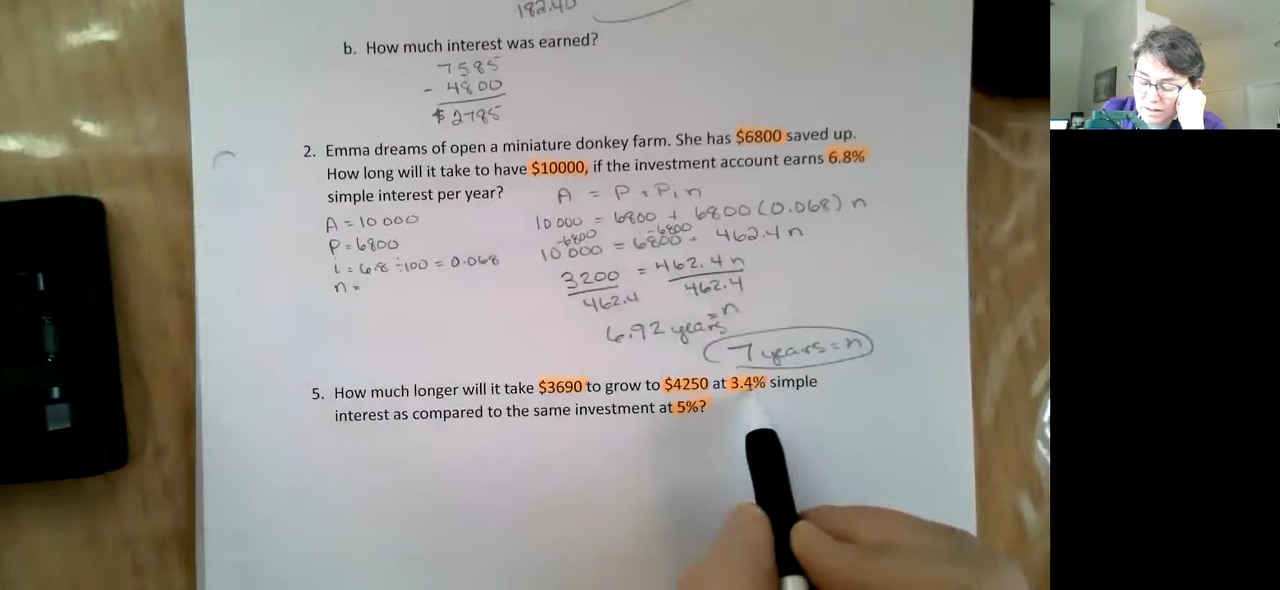 182.40
b. How much interest was earned?
7585
- 4800
$ 2785
2. Emma dreams of open a miniature donkey farm. She has $6800 saved up.
How long will it take to have $10000, if the investment account earns 6.8%
simple interest per year?
A = P + Pin
A = 10 000
10 000 = 6800 + 6800 (0.068) n
P = 6800
-6800 -6800
10 000 = 6800 + 462.4 n
i = 6.8 ÷ 100 = 0.068
n =
3200 = 462.4 n
462.4 462.4
6.92 years = n
7 years = n
5. How much longer will it take $3690 to grow to $4250 at 3.4% simple
interest as compared to the same investment at 5%?